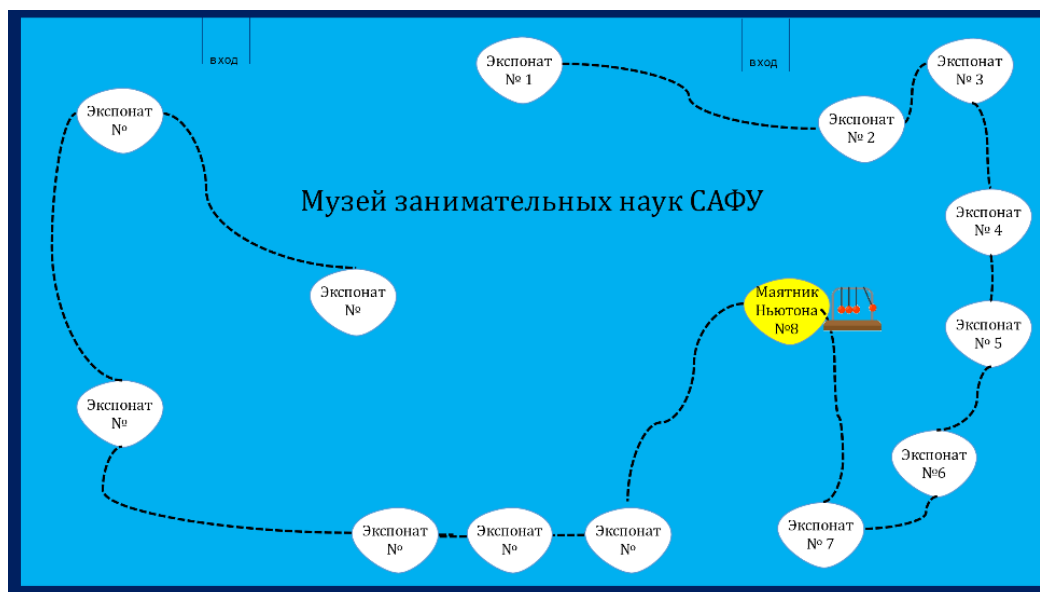 вход
вход
Экспонат
№ 1
Экспонат
№ 3
Экспонат
№
Экспонат
№ 2
Музей занимательных наук САФУ
Экспонат
№ 4
Экспонат
№
Маятник
Ньютона
№8
Экспонат
№ 5
Экспонат
№
Экспонат
№6
Экспонат
№
Экспонат
№
Экспонат
№
Экспонат
№ 7